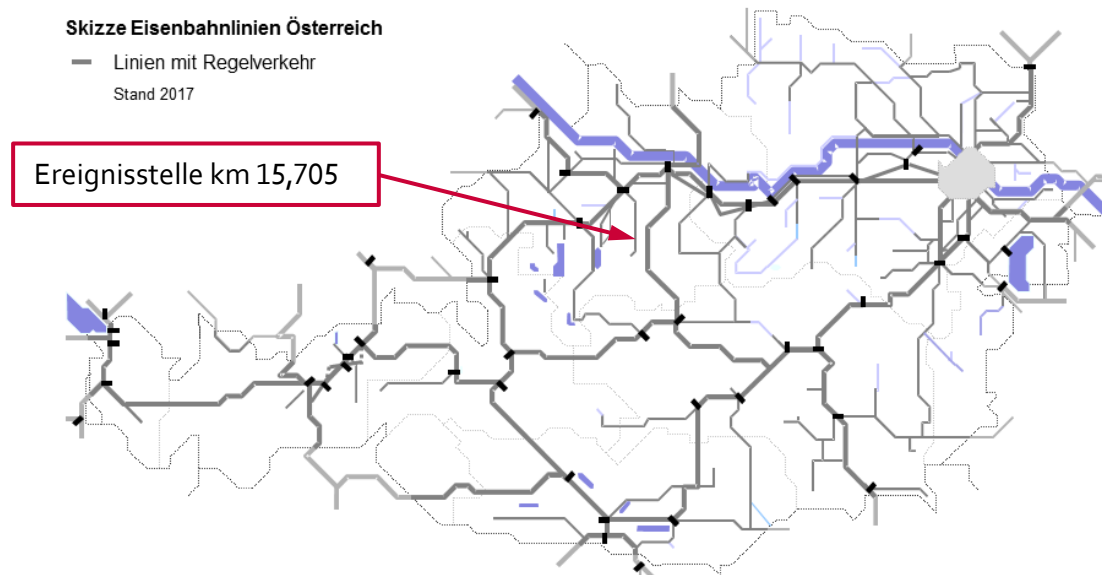 Skizze Eisenbahnlinien Österreich
Linien mit Regelverkehr
Stand 2017
Ereignisstelle km 15,705